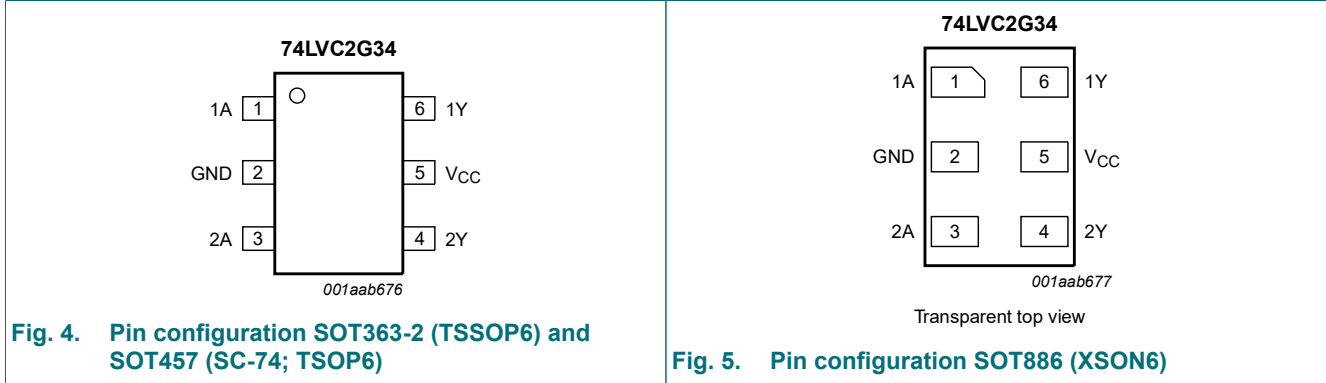 74LVC2G34
1A 1 6 1Y
GND 2 5 VCC
2A 3 4 2Y
001aab676
Fig. 4. Pin configuration SOT363-2 (TSSOP6) and
SOT457 (SC-74; TSOP6)
74LVC2G34
1A 1 6 1Y
GND 2 5 VCC
2A 3 4 2Y
001aab677
Transparent top view
Fig. 5. Pin configuration SOT886 (XSON6)